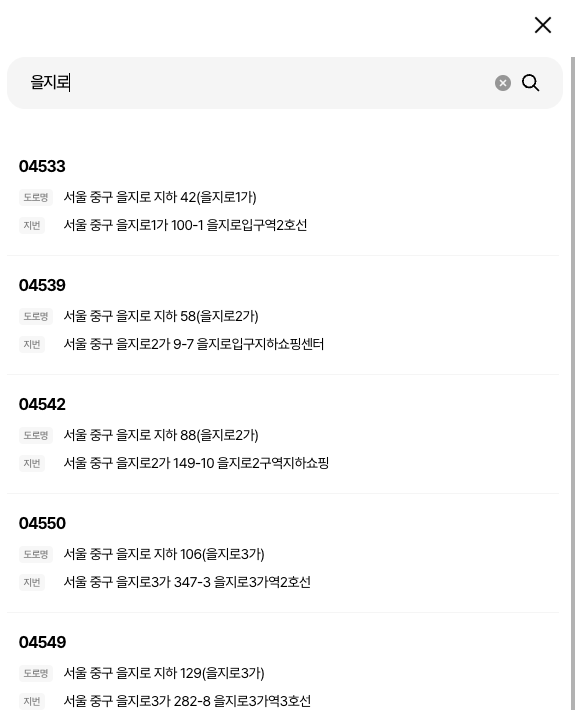 을지로
04533
도로명 서울 중구 을지로 지하 42(을지로1가)
지번 서울 중구 을지로1가 100-1 을지로입구역2호선
04539
도로명 서울 중구 을지로 지하 58(을지로2가)
지번 서울 중구 을지로2가 9-7 을지로입구지하쇼핑센터
04542
도로명 서울 중구 을지로 지하 88(을지로2가)
지번 서울 중구 을지로2가 149-10 을지로2구역지하쇼핑
04550
도로명 서울 중구 을지로 지하 106(을지로3가)
지번 서울 중구 을지로3가 347-3 을지로3가역2호선
04549
도로명 서울 중구 을지로 지하 129(을지로3가)
지번 서울 중구 을지로3가 282-8 을지로3가역3호선